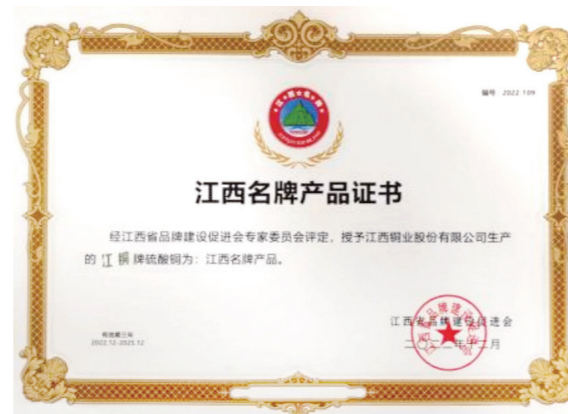 江西名牌
编号 2022 109
江西名牌产品证书
经江西省品牌建设促进会专家委员会评定，授予江西铜业股份有限公司生产
的 江铜 牌硫酸铜为：江西名牌产品。
江西省品牌建设促进会
二〇二二年十二月
有效期三年
2022.12-2025.12